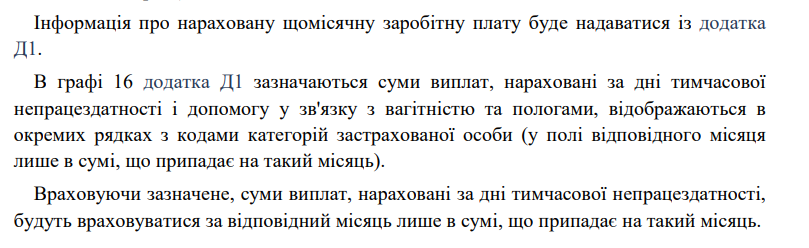 Інформація про нараховану щомісячну заробітну плату буде надаватися із додатка
Д1.
В графі 16 додатка Д1 зазначаються суми виплат, нараховані за дні тимчасової
непрацездатності і допомогу у зв'язку з вагітністю та пологами, відображаються в
окремих рядках з кодами категорій застрахованої особи (у полі відповідного місяця
лише в сумі, що припадає на такий місяць).
Враховуючи зазначене, суми виплат, нараховані за дні тимчасової непрацездатності,
будуть враховуватися за відповідний місяць лише в сумі, що припадає на такий місяць.